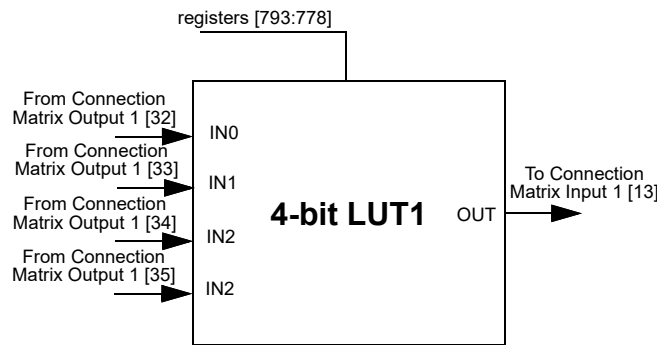 registers [793:778]
From Connection
Matrix Output 1 [32]
IN0
From Connection
Matrix Output 1 [33]
IN1
From Connection
Matrix Output 1 [34]
IN2
From Connection
Matrix Output 1 [35]
IN2
4-bit LUT1
OUT
To Connection
Matrix Input 1 [13]